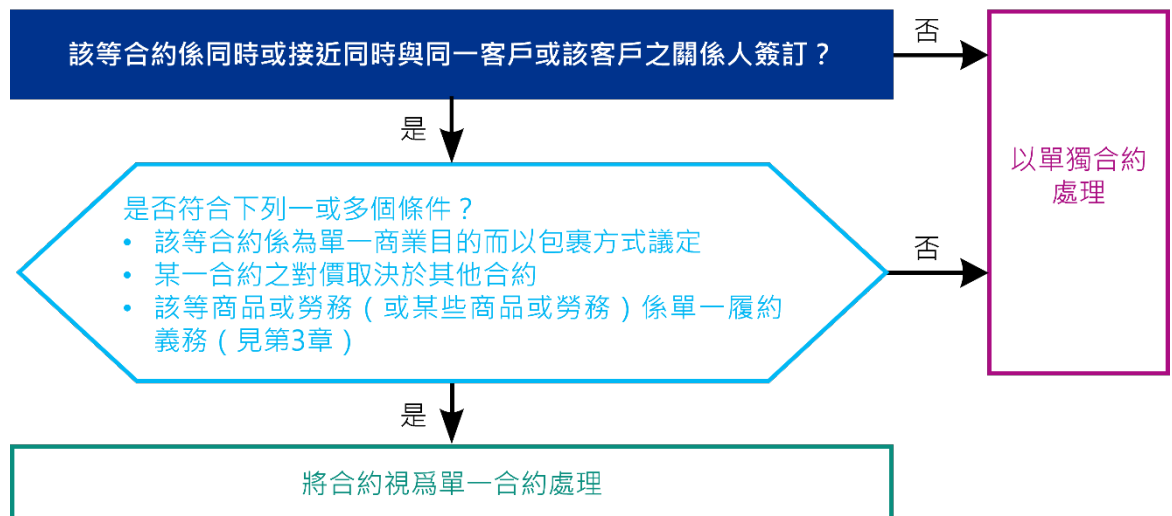 該等合約係同時或接近同時與同一客戶或該客戶之關係人簽訂？
否
是
以單獨合約
處理
是否符合下列一或多個條件？
• 該等合約係為單一商業目的而以包裹方式議定
• 某一合約之對價取決於其他合約
• 該等商品或勞務（或某些商品或勞務）係單一履約
義務（見第3章）
否
是
將合約視爲單一合約處理